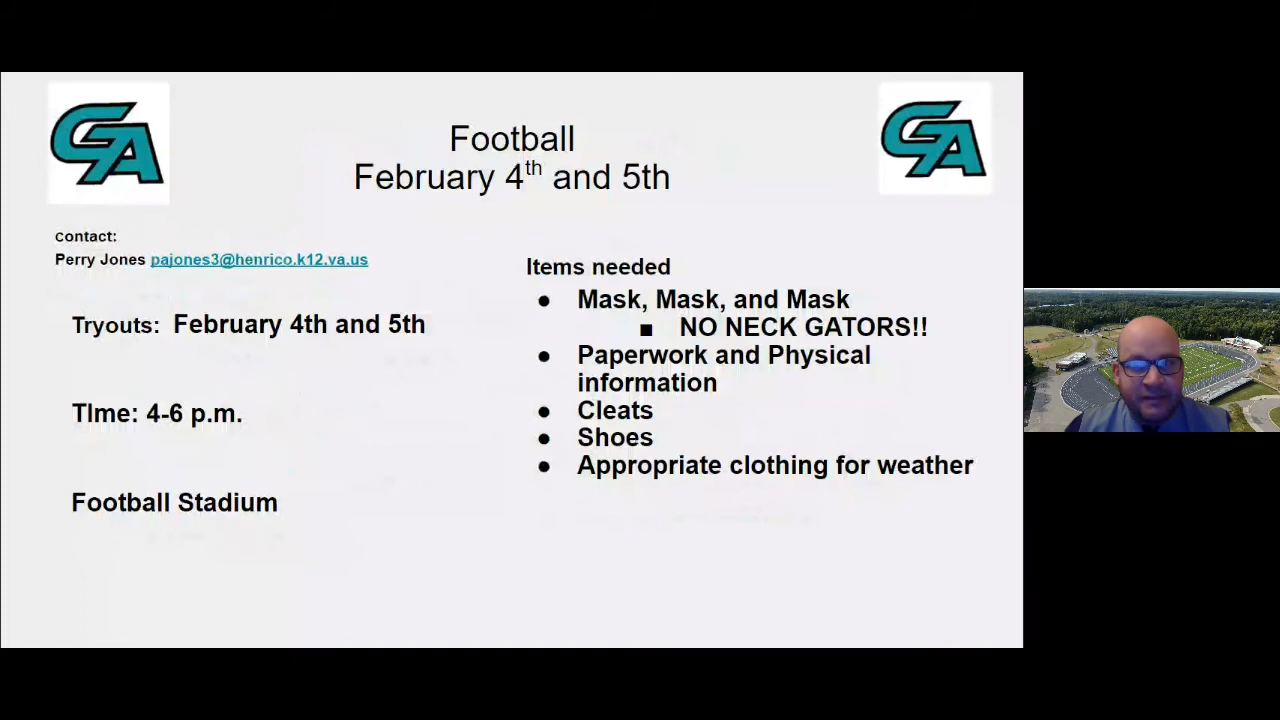 GA
GA
Football
February 4th and 5th
Contact:
Perry Jones pajones3@henrico.k12.va.us
Tryouts: February 4th and 5th
TIme: 4-6 p.m.
Football Stadium
Items needed
● Mask, Mask, and Mask
■ NO NECK GATORS!!
● Paperwork and Physical
information
● Cleats
● Shoes
● Appropriate clothing for weather